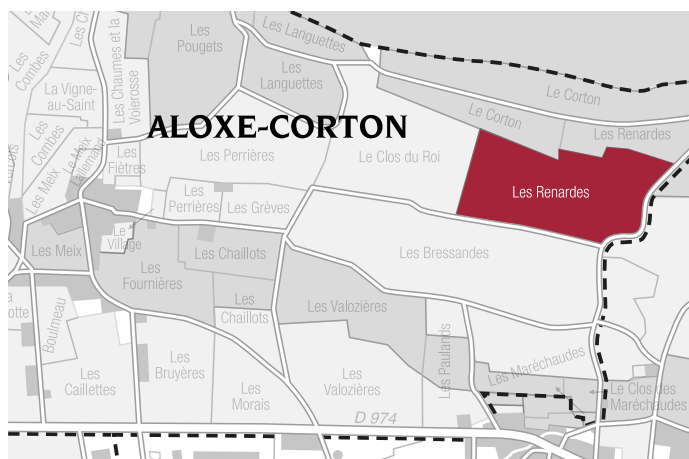 Les
Combes
Les Languettes
Les
Pougets
Les Chaumes et la
Voierosse
Les
Languettes
Le Corton
Le Corton
Les Renardes
La Vigne-
au-Saint
Les
Combes
ALOXE-CORTON
Les
Fiètres
Les Perrières
Le Clos du Roi
Les Renardes
Les Meix
Les
Perrières
Les Grèves
Les Meix
Le
Village
Les Chaillots
Les Bressandes
Les
Fournières
Les
Chaillots
Les Valozières
Boulmeau
Les
Caillettes
Les
Bruyères
Les
Morais
Les
Valozières
Les Paulands
Les Maréchaudes
Le Clos des
Maréchaudes
D 974